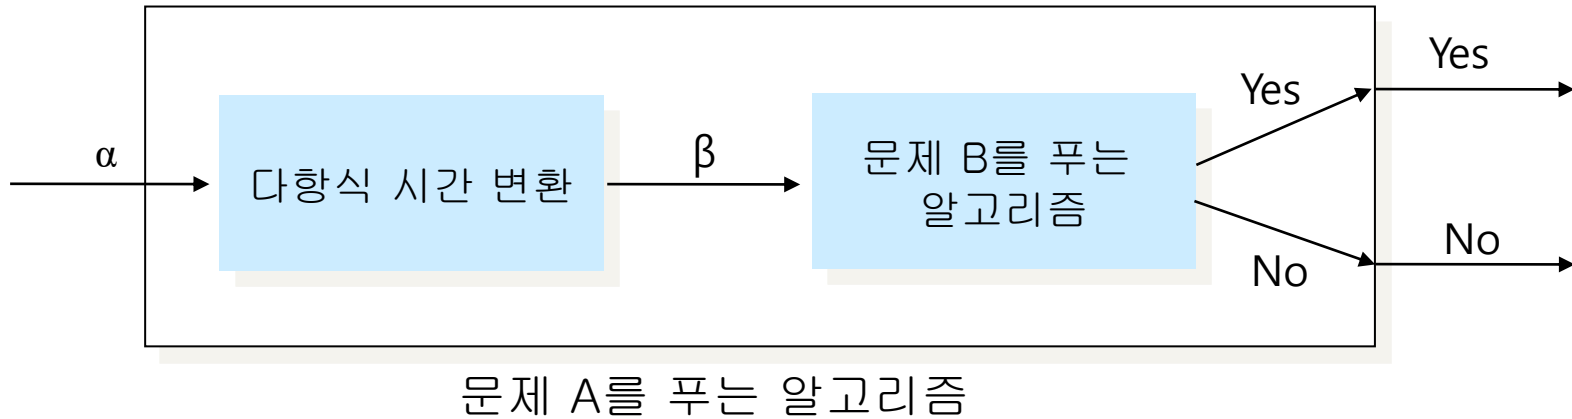 α
다항식 시간 변환
β
문제 B를 푸는
알고리즘
Yes
No
Yes
No
문제 A를 푸는 알고리즘